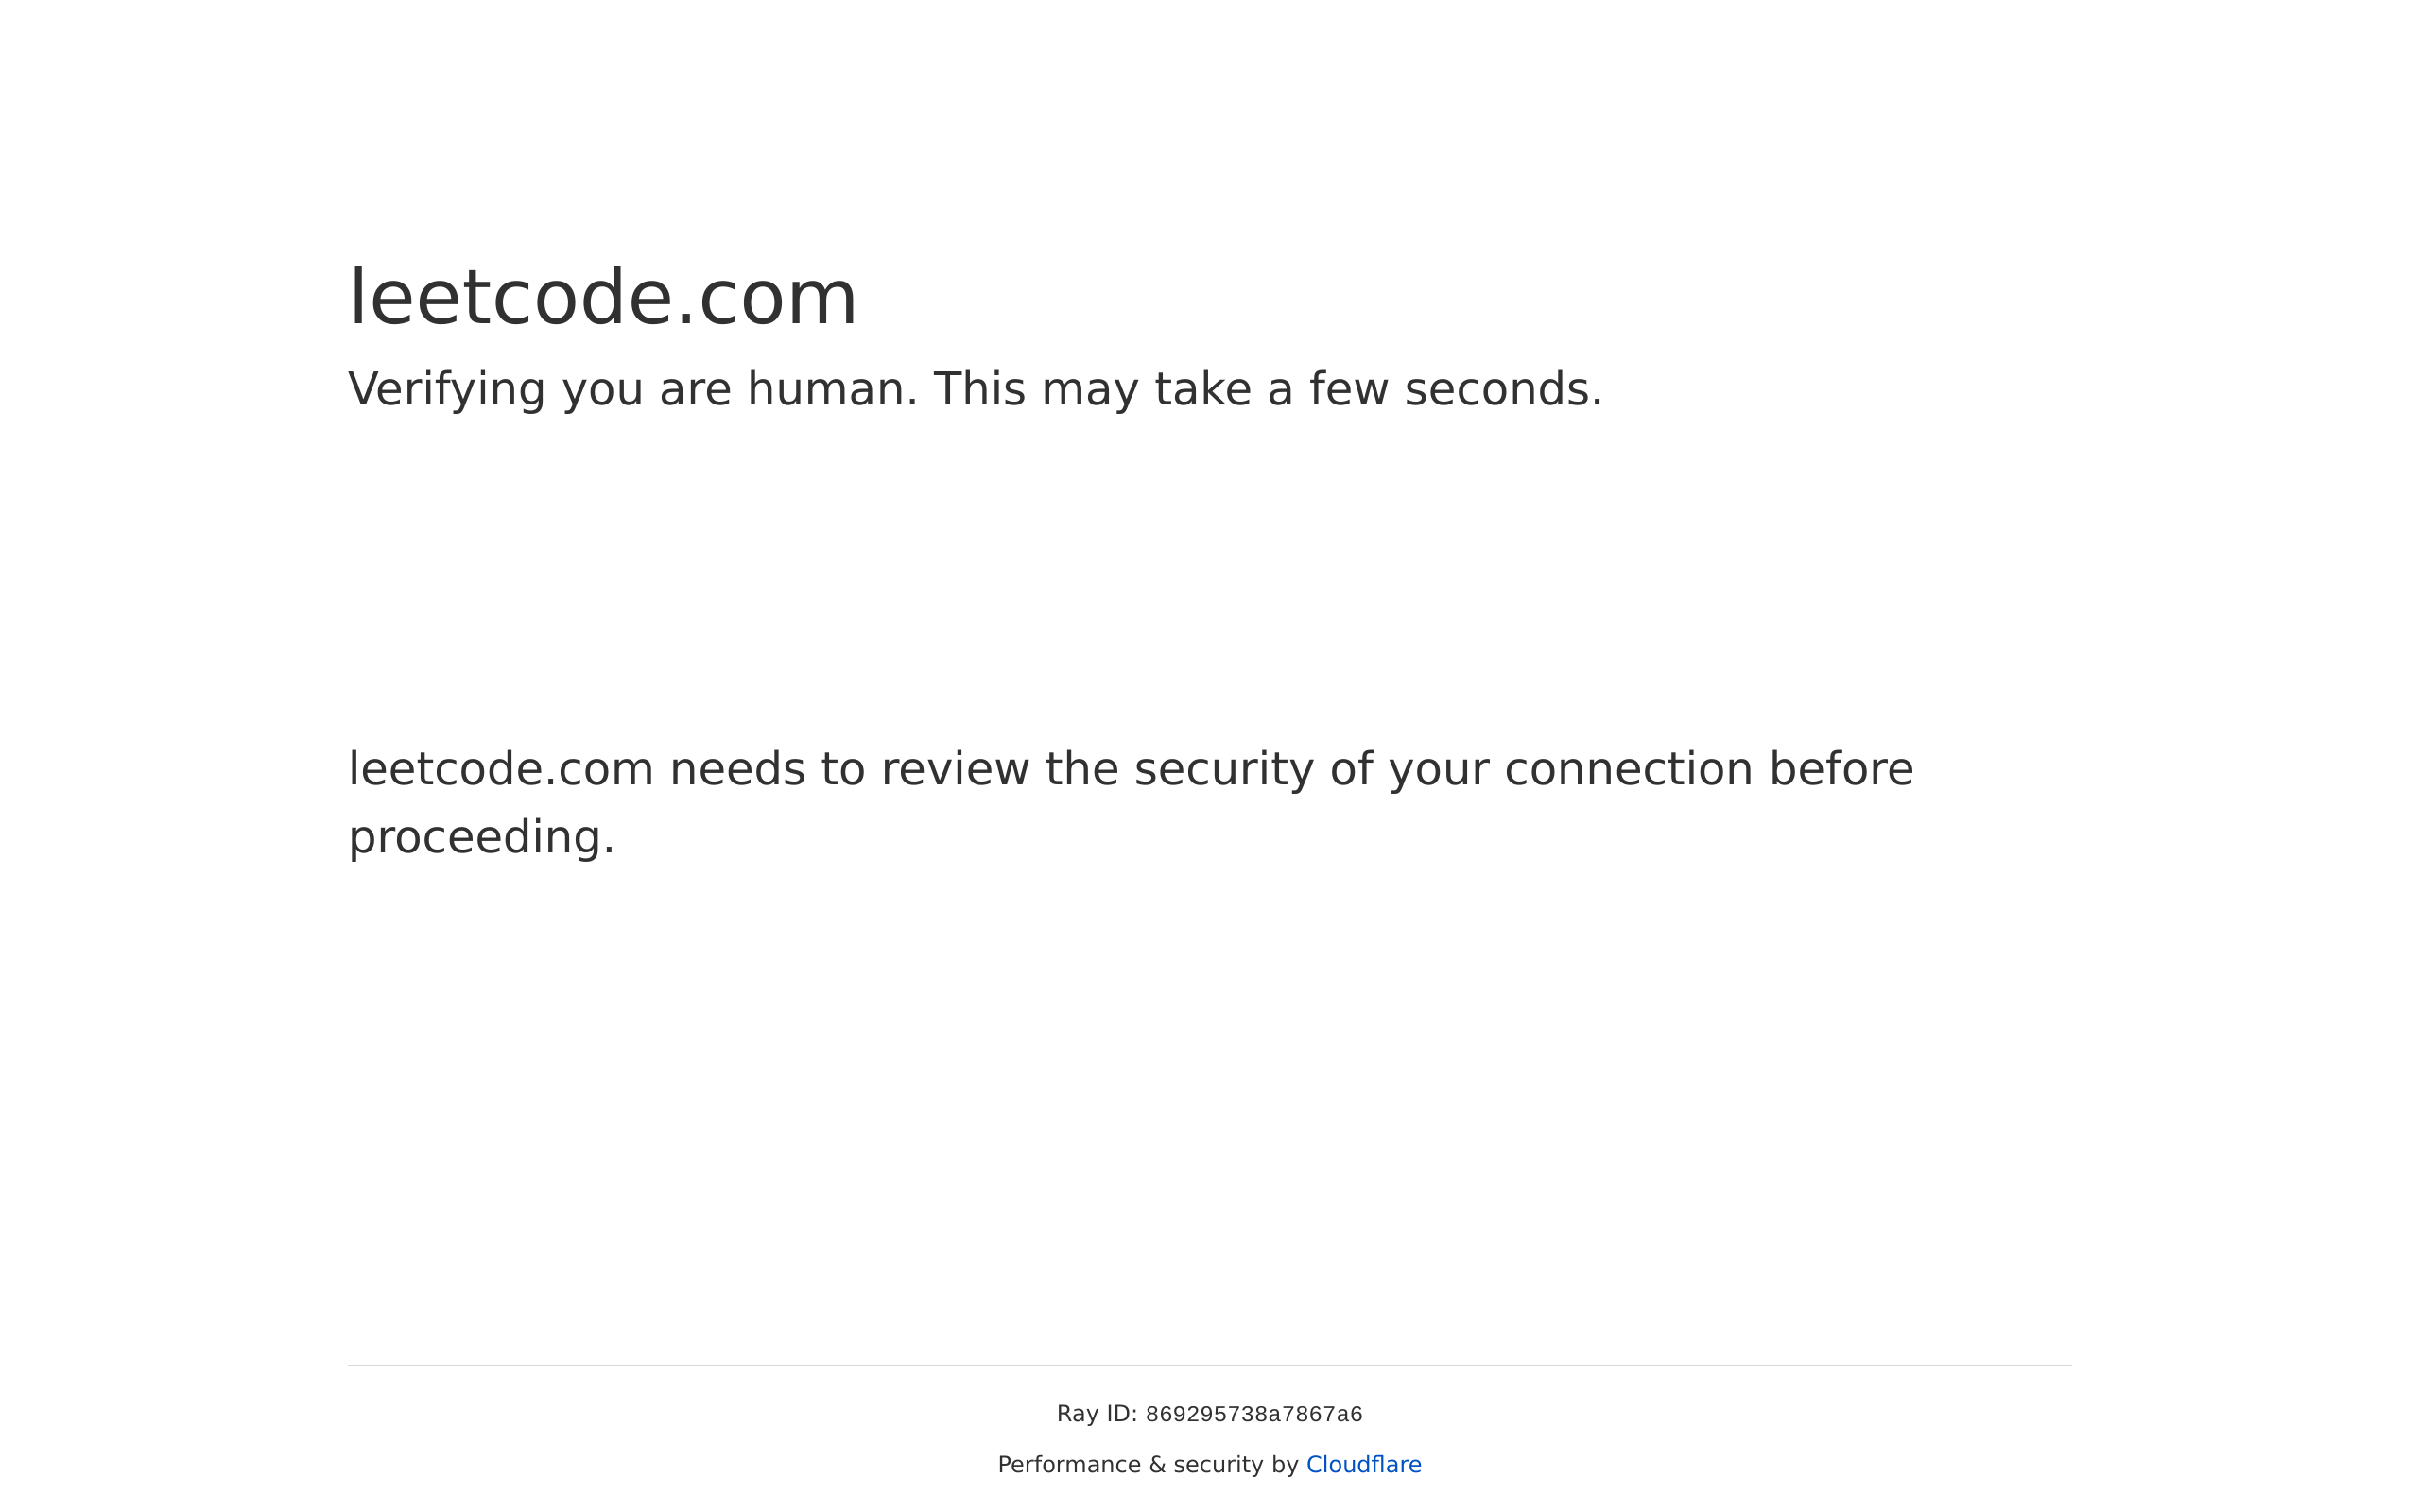 leetcode.com
Verifying you are human. This may take a few seconds.
leetcode.com needs to review the security of your connection before
proceeding.
Ray ID: 869295738a7867a6
Performance & security by Cloudflare